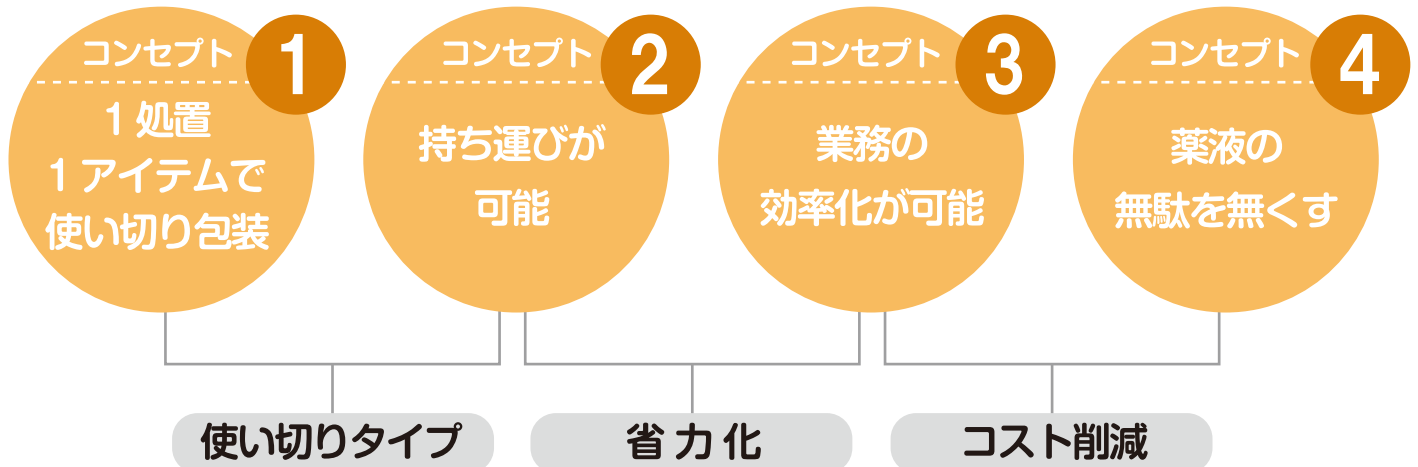 コンセプト 1
1処置
1アイテムで
使い切り包装
コンセプト 2
持ち運びが
可能
コンセプト 3
業務の
効率化が可能
コンセプト 4
薬液の
無駄を無くす
使い切りタイプ
省力化
コスト削減